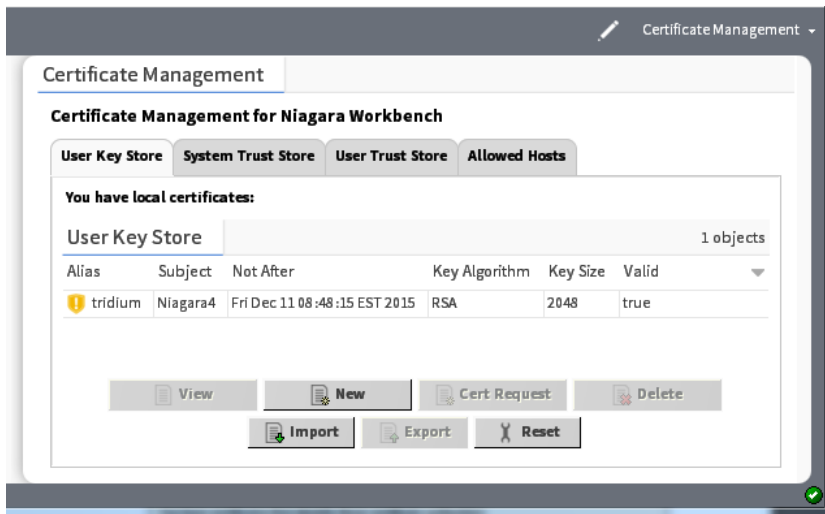 Certificate Management
Certificate Management
Certificate Management for Niagara Workbench
User Key Store System Trust Store User Trust Store Allowed Hosts
You have local certificates:
User Key Store 1 objects
Alias Subject Not After Key Algorithm Key Size Valid
tridium Niagara4 Fri Dec 11 08:48:15 EST 2015 RSA 2048 true
View New Cert Request Delete
Import Export Reset